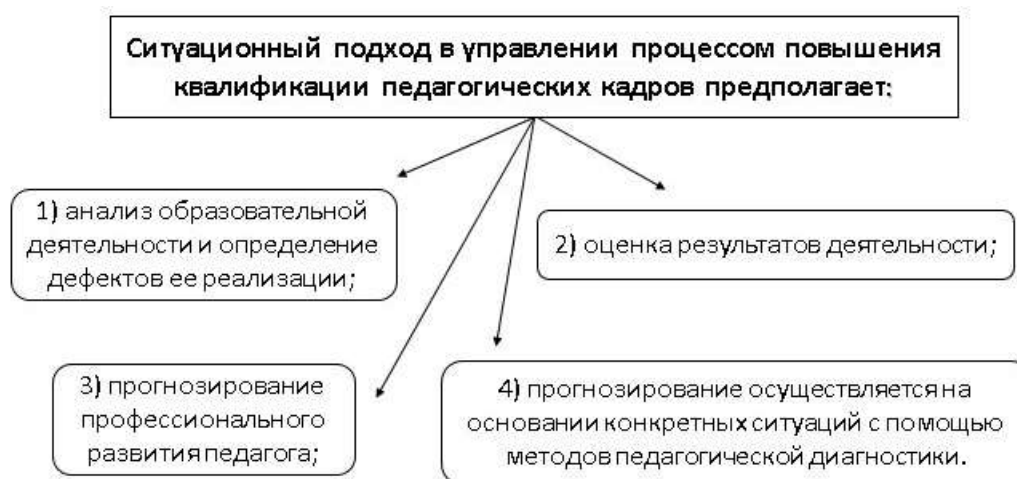 Ситуационный подход в управлении процессом повышения
квалификации педагогических кадров предполагает:
1) анализ образовательной
деятельности и определение
дефектов ее реализации;
2) оценка результатов деятельности;
3) прогнозирование
профессионального
развития педагога;
4) прогнозирование осуществляется на
основании конкретных ситуаций с помощью
методов педагогической диагностики.